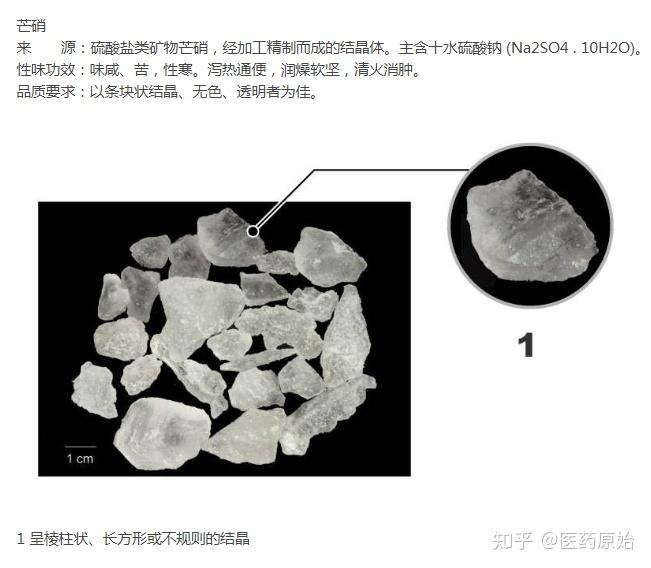 芒硝
来　　源：硫酸盐类矿物芒硝，经加工精制而成的结晶体。主含十水硫酸钠 (Na2SO4 . 10H2O)。
性味功效：味咸、苦，性寒。泻热通便，润燥软坚，清火消肿。
品质要求：以条块状结晶、无色、透明者为佳。
1
1 cm
1 呈棱柱状、长方形或不规则的结晶
知乎 @医药原始